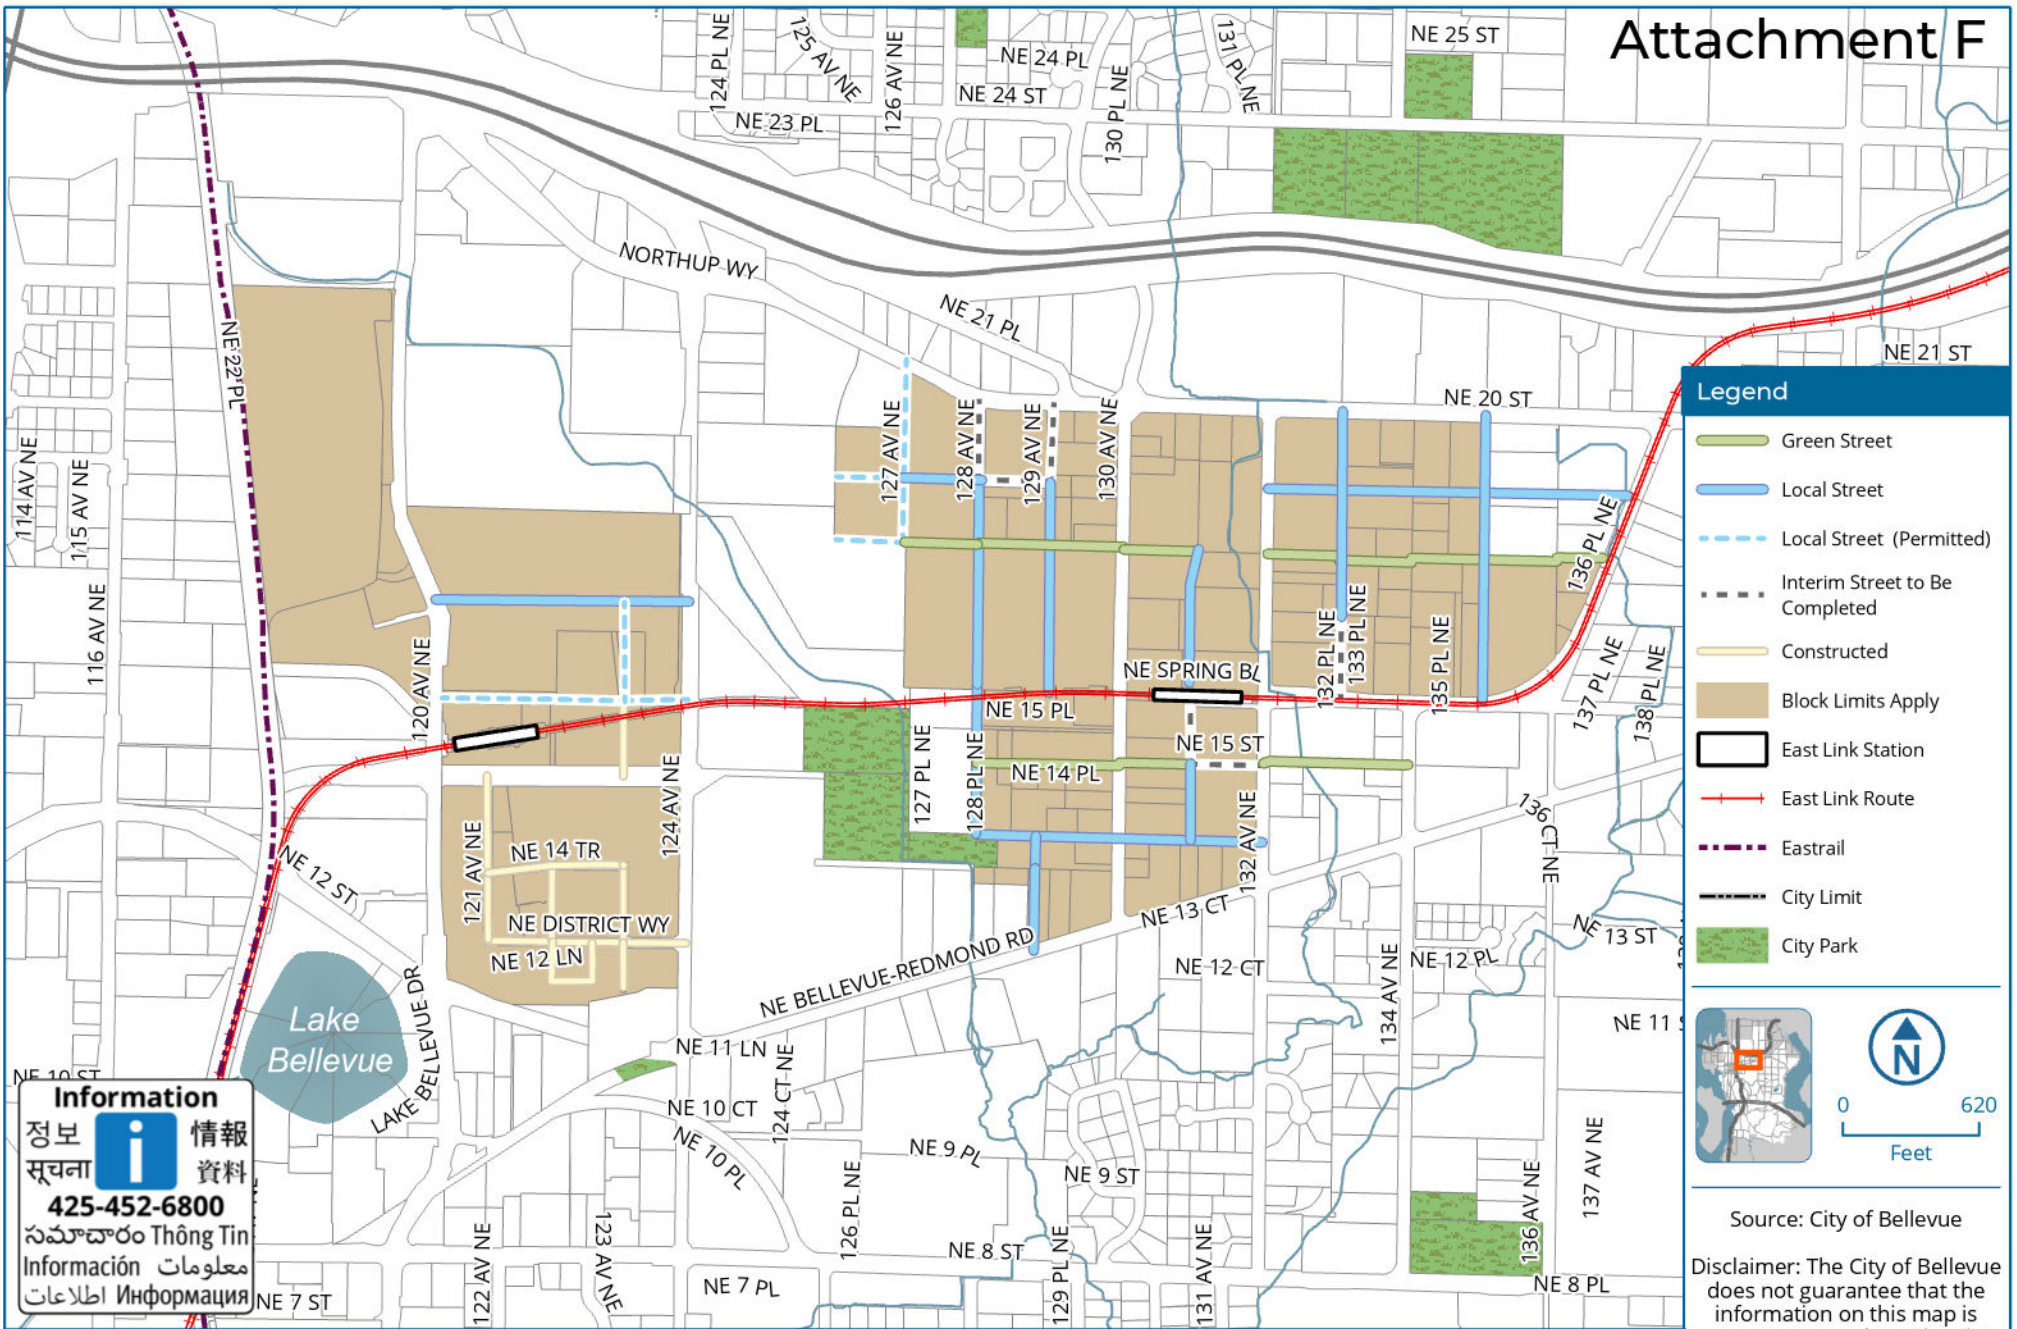 Attachment F
124 PL NE
125 AV NE
126 AV NE
NE 24 PL
NE 24 ST
NE 23 PL
130 PL NE
131 PL NE
NE 25 ST
NORTHUP WY
NE 21 PL
NE 22 PL
NE 21 ST
NE 20 ST
114 AV NE
115 AV NE
116 AV NE
127 AV NE
128 AV NE
129 AV NE
130 AV NE
136 PL NE
120 AV NE
132 PL NE
133 PL NE
135 PL NE
137 PL NE
138 PL NE
NE SPRING BL
NE 15 PL
NE 15 ST
NE 14 PL
124 AV NE
127 PL NE
128 PL NE
132 AV NE
136 CT NE
121 AV NE
NE 14 TR
NE DISTRICT WY
NE 12 LN
NE 12 ST
NE 13 CT
NE BELLEVUE-REDMOND RD
NE 12 CT
134 AV NE
NE 12 PL
NE 13 ST
NE 11 S
Lake
Bellevue
LAKE BELLEVUE DR
NE 10 ST
NE 11 LN
NE 10 CT
124 CT NE
NE 10 PL
NE 9 PL
NE 9 ST
126 PL NE
NE 8 ST
129 PL NE
131 AV NE
136 AV NE
137 AV NE
NE 8 PL
122 AV NE
123 AV NE
NE 7 PL
NE 7 ST
Information
정보 情報
सूचना 資料
425-452-6800
సమాచారం Thông Tin
Información معلومات
اطلاعات Информация
Legend
Green Street
Local Street
Local Street (Permitted)
Interim Street to Be
Completed
Constructed
Block Limits Apply
East Link Station
East Link Route
Eastrail
City Limit
City Park
N
0 620
Feet
Source: City of Bellevue
Disclaimer: The City of Bellevue
does not guarantee that the
information on this map is